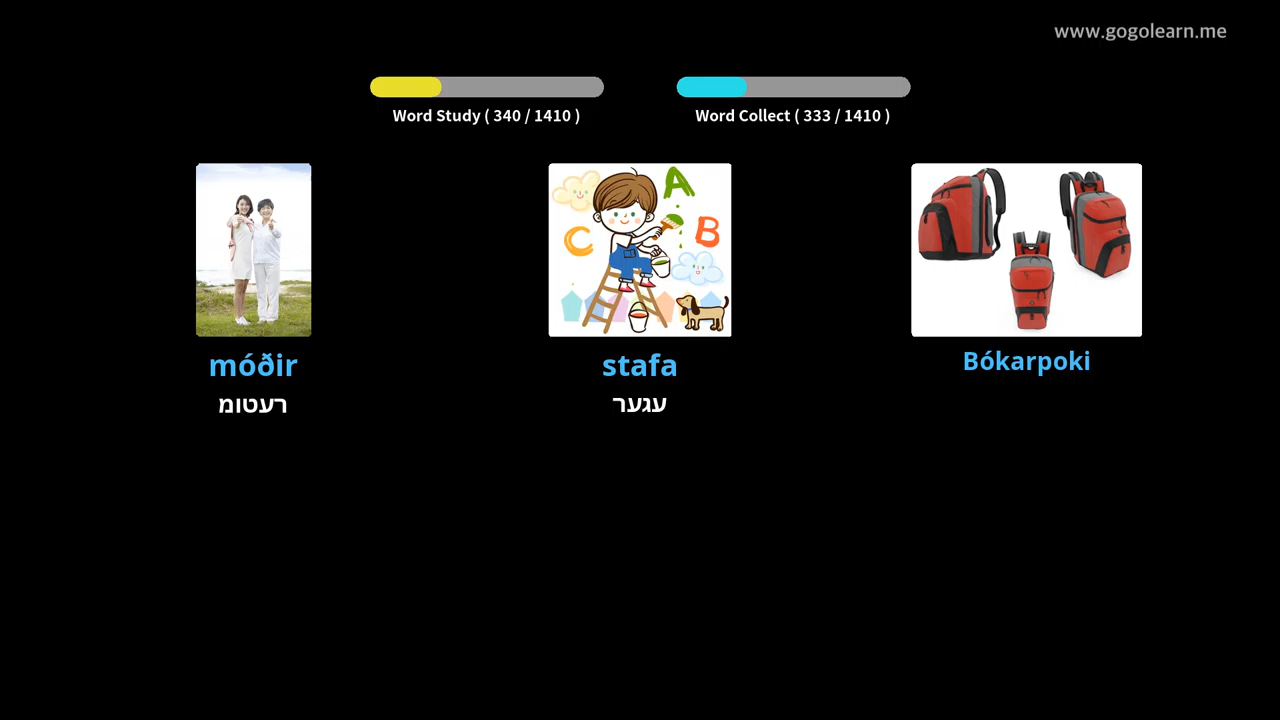 www.gogolearn.me
Word Study ( 340 / 1410 )
Word Collect ( 333 / 1410 )
móðir
רעטומ
stafa
עגער
Bókarpoki